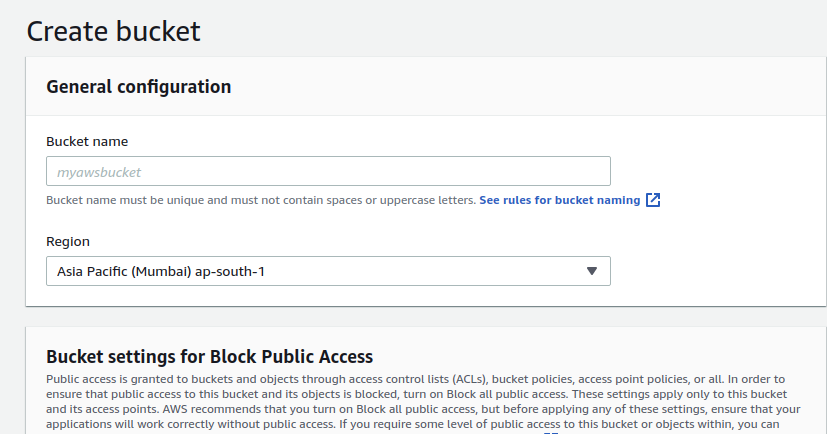 Create bucket
General configuration
Bucket name
myawsbucket
Bucket name must be unique and must not contain spaces or uppercase letters. See rules for bucket naming
Region
Asia Pacific (Mumbai) ap-south-1
Bucket settings for Block Public Access
Public access is granted to buckets and objects through access control lists (ACLs), bucket policies, access point policies, or all. In order to
ensure that public access to this bucket and its objects is blocked, turn on Block all public access. These settings apply only to this bucket
and its access points. AWS recommends that you turn on Block all public access, but before applying any of these settings, ensure that your
applications will work correctly without public access. If you require some level of public access to this bucket or objects within, you can